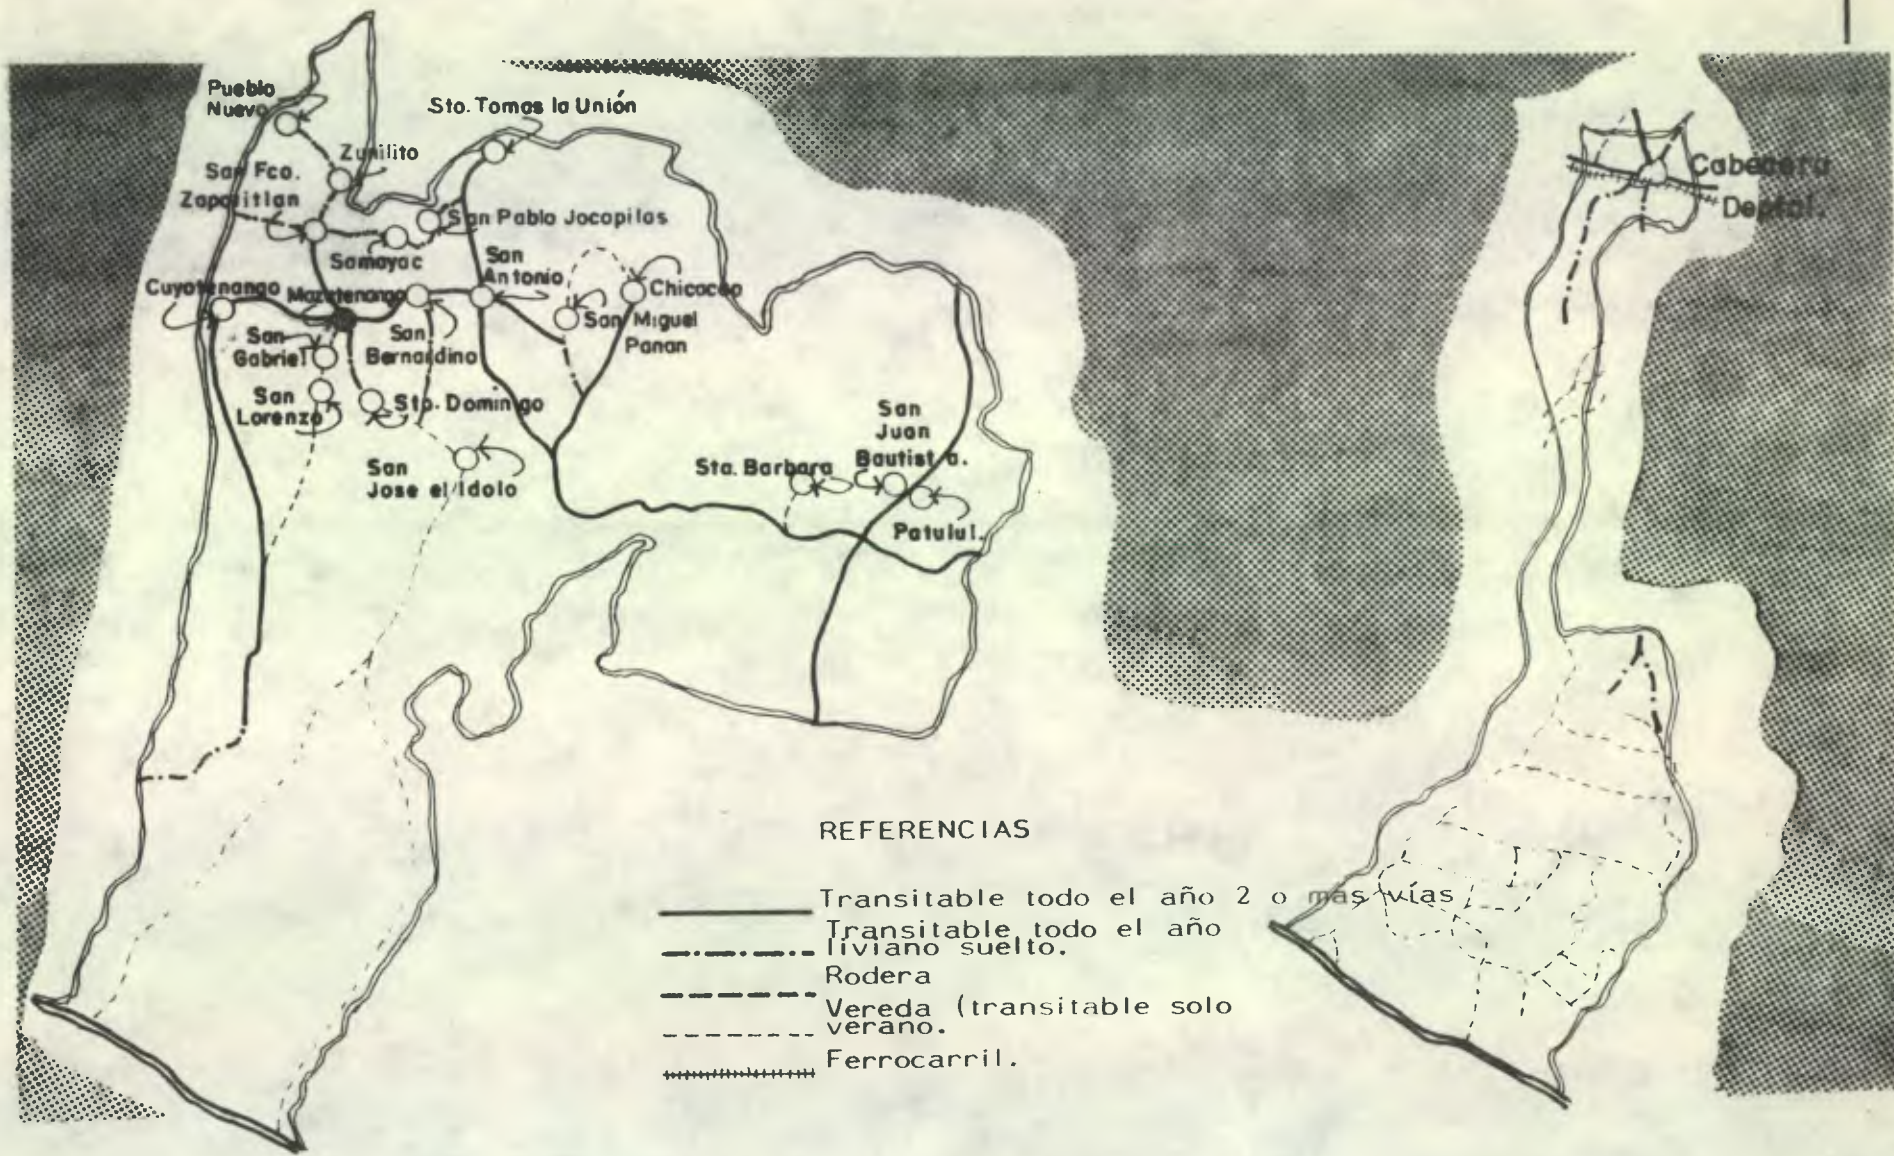 Pueblo
Nuevo
Sto. Tomas la Unión
Zunilito
San Fco.
Zapotitlan
San Pablo Jocopilas
Samayac
San
Antonio
Cuyotenango
Mazatenango
Chicacao
San
Gabriel
San
Bernardino
San Miguel
Panan
San
Lorenzo
Sto. Domingo
San
Jose el Idolo
Sta. Barbara
San
Juan
Bautista.
Patulul.
Cabecera
Deptal.
REFERENCIAS
Transitable todo el año 2 o mas vías
Transitable todo el año
liviano suelto.
Rodera
Vereda (transitable solo
verano.
Ferrocarril.